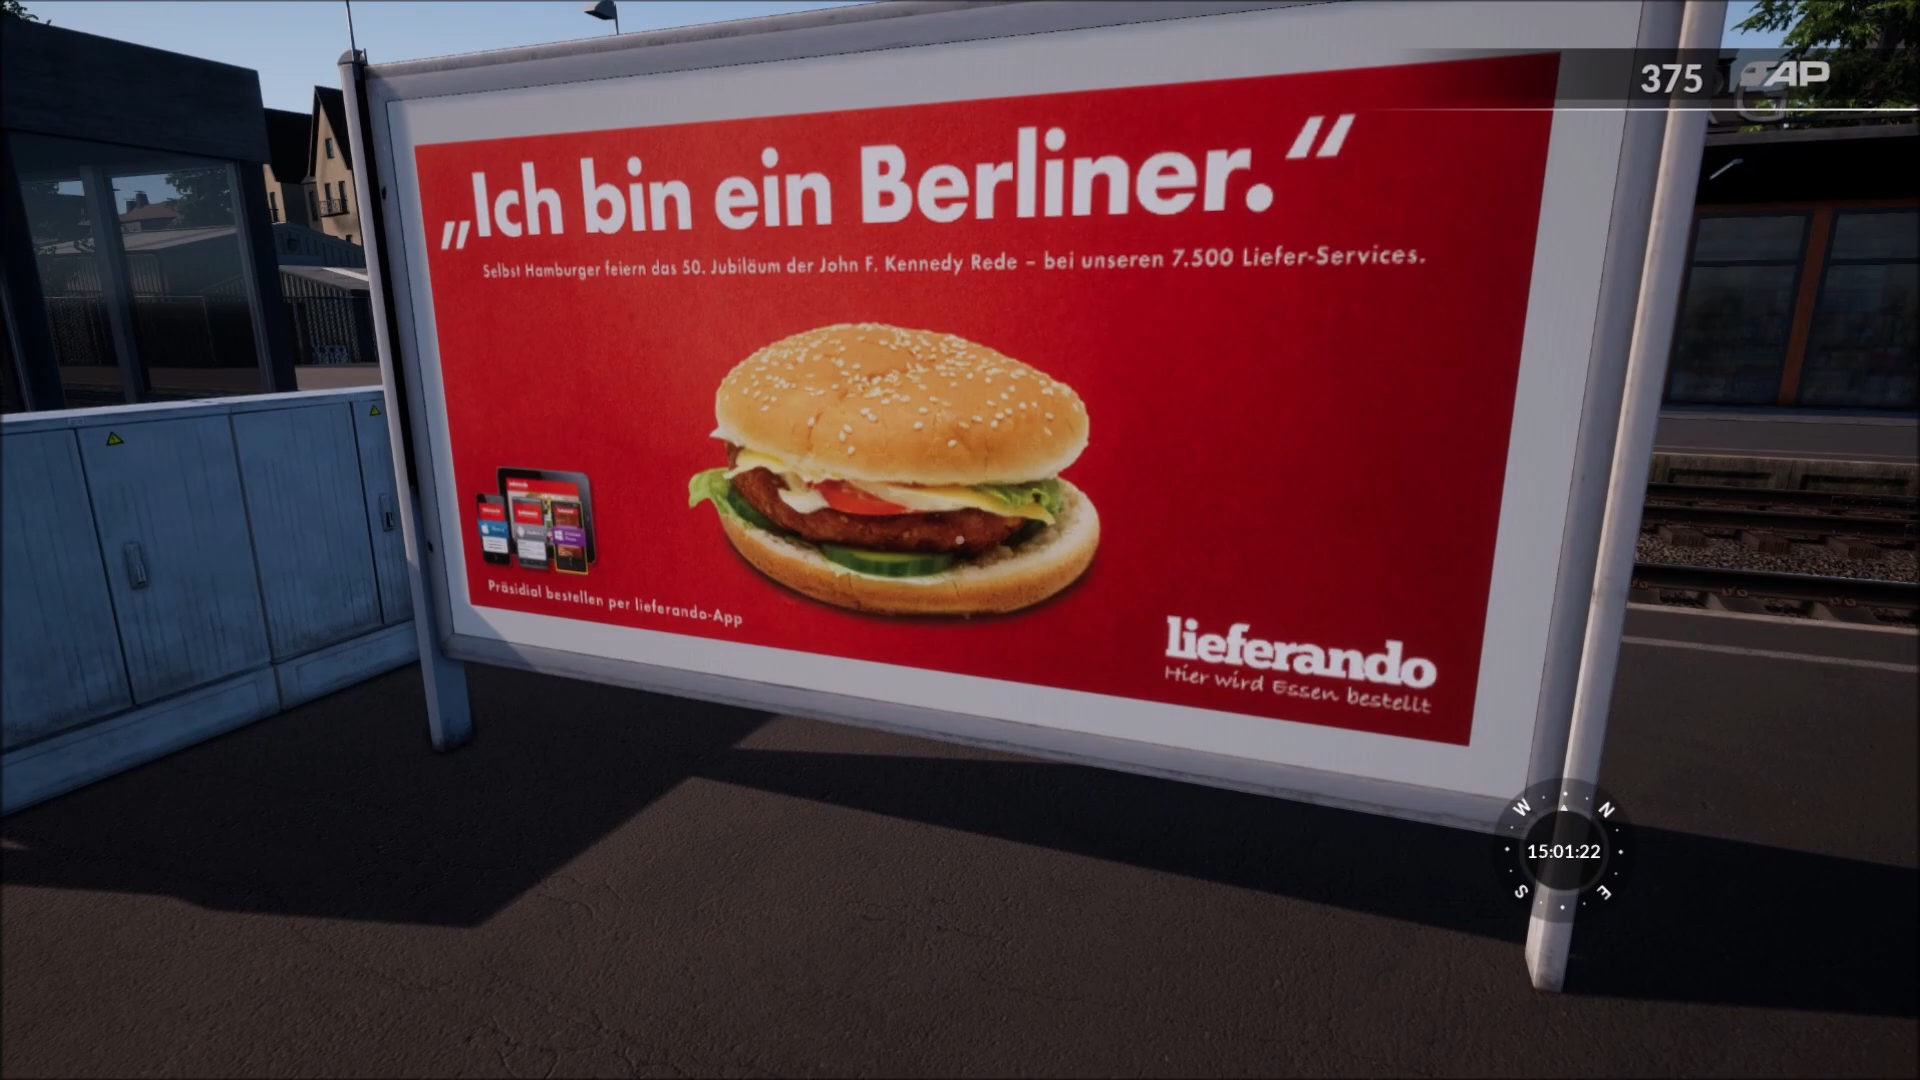 375 AP
„Ich bin ein Berliner.“
Selbst Hamburger feiern das 50. Jubiläum der John F. Kennedy Rede – bei unseren 7.500 Liefer-Services.
Präsidial bestellen per lieferando-App
lieferando
Hier wird Essen bestellt
W N
15:01:22
S E